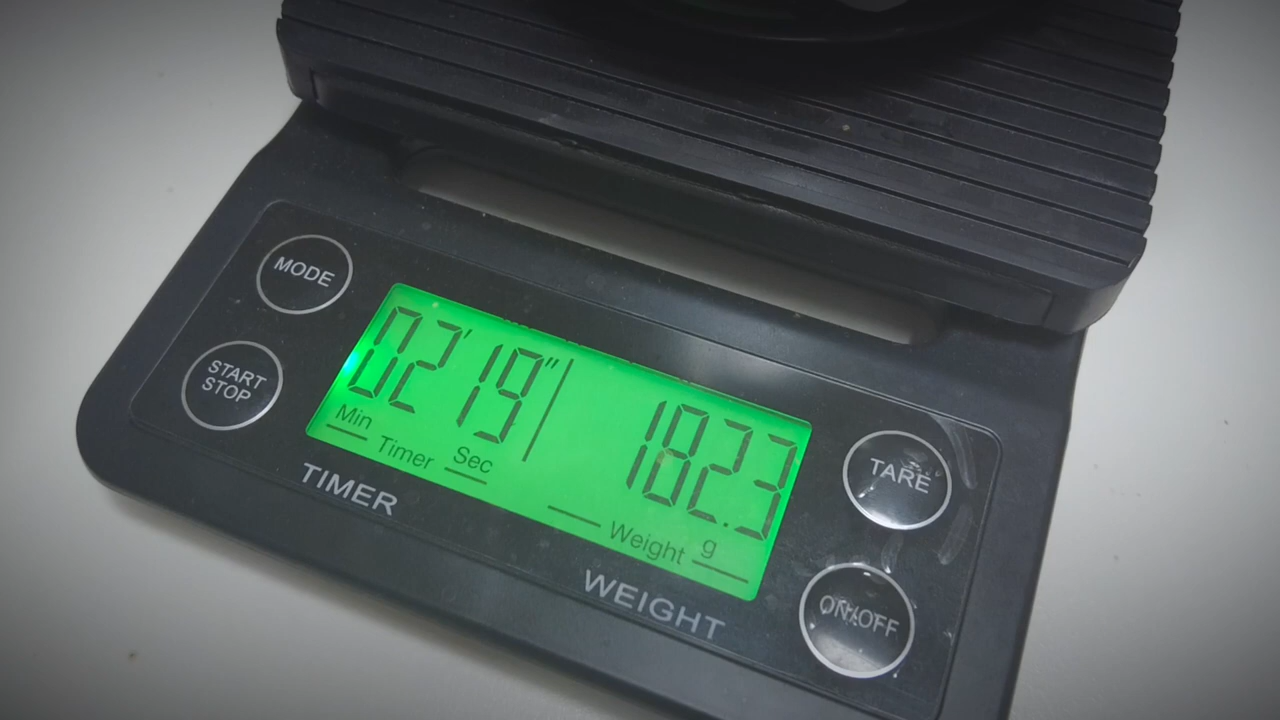 MODE
START
STOP
02'19" 182.3
Min Timer Sec
Weight g
TIMER
WEIGHT
TARE
ON/OFF